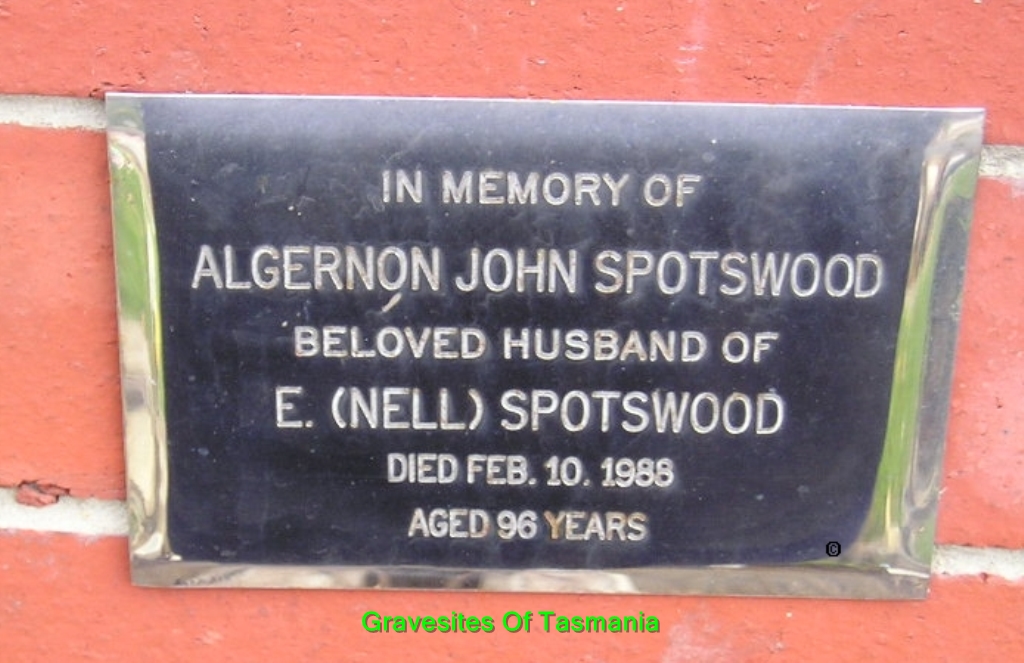 IN MEMORY OF
ALGERNON JOHN SPOTSWOOD
BELOVED HUSBAND OF
E. (NELL) SPOTSWOOD
DIED FEB. 10. 1988
AGED 96 YEARS
©
Gravesites Of Tasmania